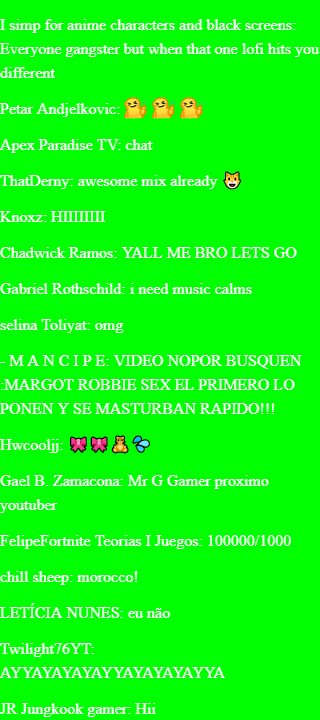 I simp for anime characters and black screens:
Everyone gangster but when that one lofi hits you
different
Petar Andjelkovic:
Apex Paradise TV: chat
ThatDerny: awesome mix already
Knoxz: HIIIIIIII
Chadwick Ramos: YALL ME BRO LETS GO
Gabriel Rothschild: i need music calms
selina Toliyat: omg
- M A N C I P E: VIDEO NOPOR BUSQUEN
:MARGOT ROBBIE SEX EL PRIMERO LO
PONEN Y SE MASTURBAN RAPIDO!!!
Hwcooljj:
Gael B. Zamacona: Mr G Gamer proximo
youtuber
FelipeFortnite Teorias I Juegos: 100000/1000
chill sheep: morocco!
LETÍCIA NUNES: eu não
Twilight76YT:
AYYAYAYAYAYYAYAYAYAYYA
JR Jungkook gamer: Hii